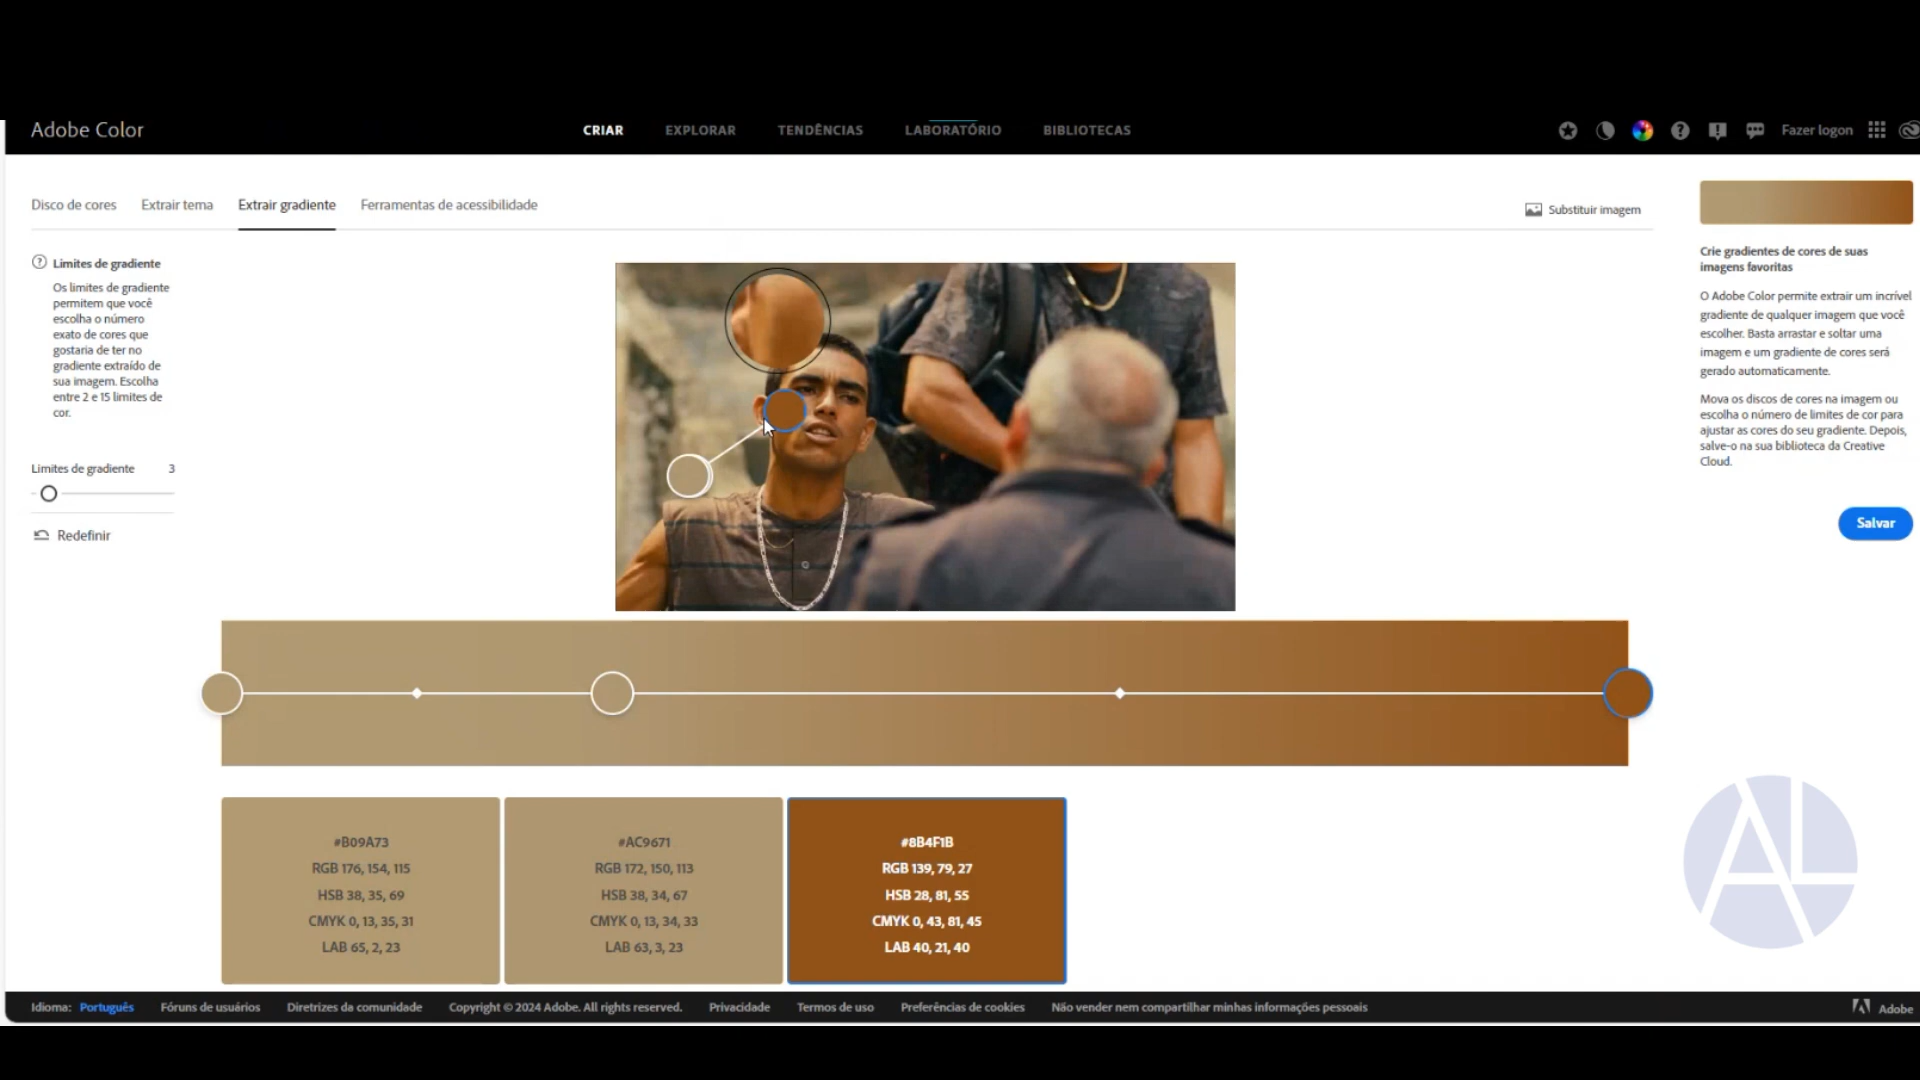 Adobe Color
CRIAR EXPLORAR TENDÊNCIAS LABORATÓRIO BIBLIOTECAS
Fazer logon
Disco de cores Extrair tema Extrair gradiente Ferramentas de acessibilidade
Substituir imagem
Limites de gradiente
Os limites de gradiente
permitem que você
escolha o número
exato de cores que
gostaria de ter no
gradiente extraído de
sua imagem. Escolha
entre 2 e 15 limites de
cor.
Limites de gradiente 3
Redefinir
Crie gradientes de cores de suas
imagens favoritas
O Adobe Color permite extrair um incrível
gradiente de qualquer imagem que você
escolher. Basta arrastar e soltar uma
imagem e um gradiente de cores será
gerado automaticamente.
Mova os discos de cores na imagem ou
escolha o número de limites de cor para
ajustar as cores do seu gradiente. Depois,
salve-o na sua biblioteca da Creative
Cloud.
Salvar
#B09A73
RGB 176, 154, 115
HSB 38, 35, 69
CMYK 0, 13, 35, 31
LAB 65, 2, 23
#AC9671
RGB 172, 150, 113
HSB 38, 34, 67
CMYK 0, 13, 34, 33
LAB 63, 3, 23
#8B4F1B
RGB 139, 79, 27
HSB 28, 81, 55
CMYK 0, 43, 81, 45
LAB 40, 21, 40
AL
Idioma: Português Fóruns de usuários Diretrizes da comunidade Copyright © 2024 Adobe. All rights reserved. Privacidade Termos de uso Preferências de cookies Não vender nem compartilhar minhas informações pessoais Adobe